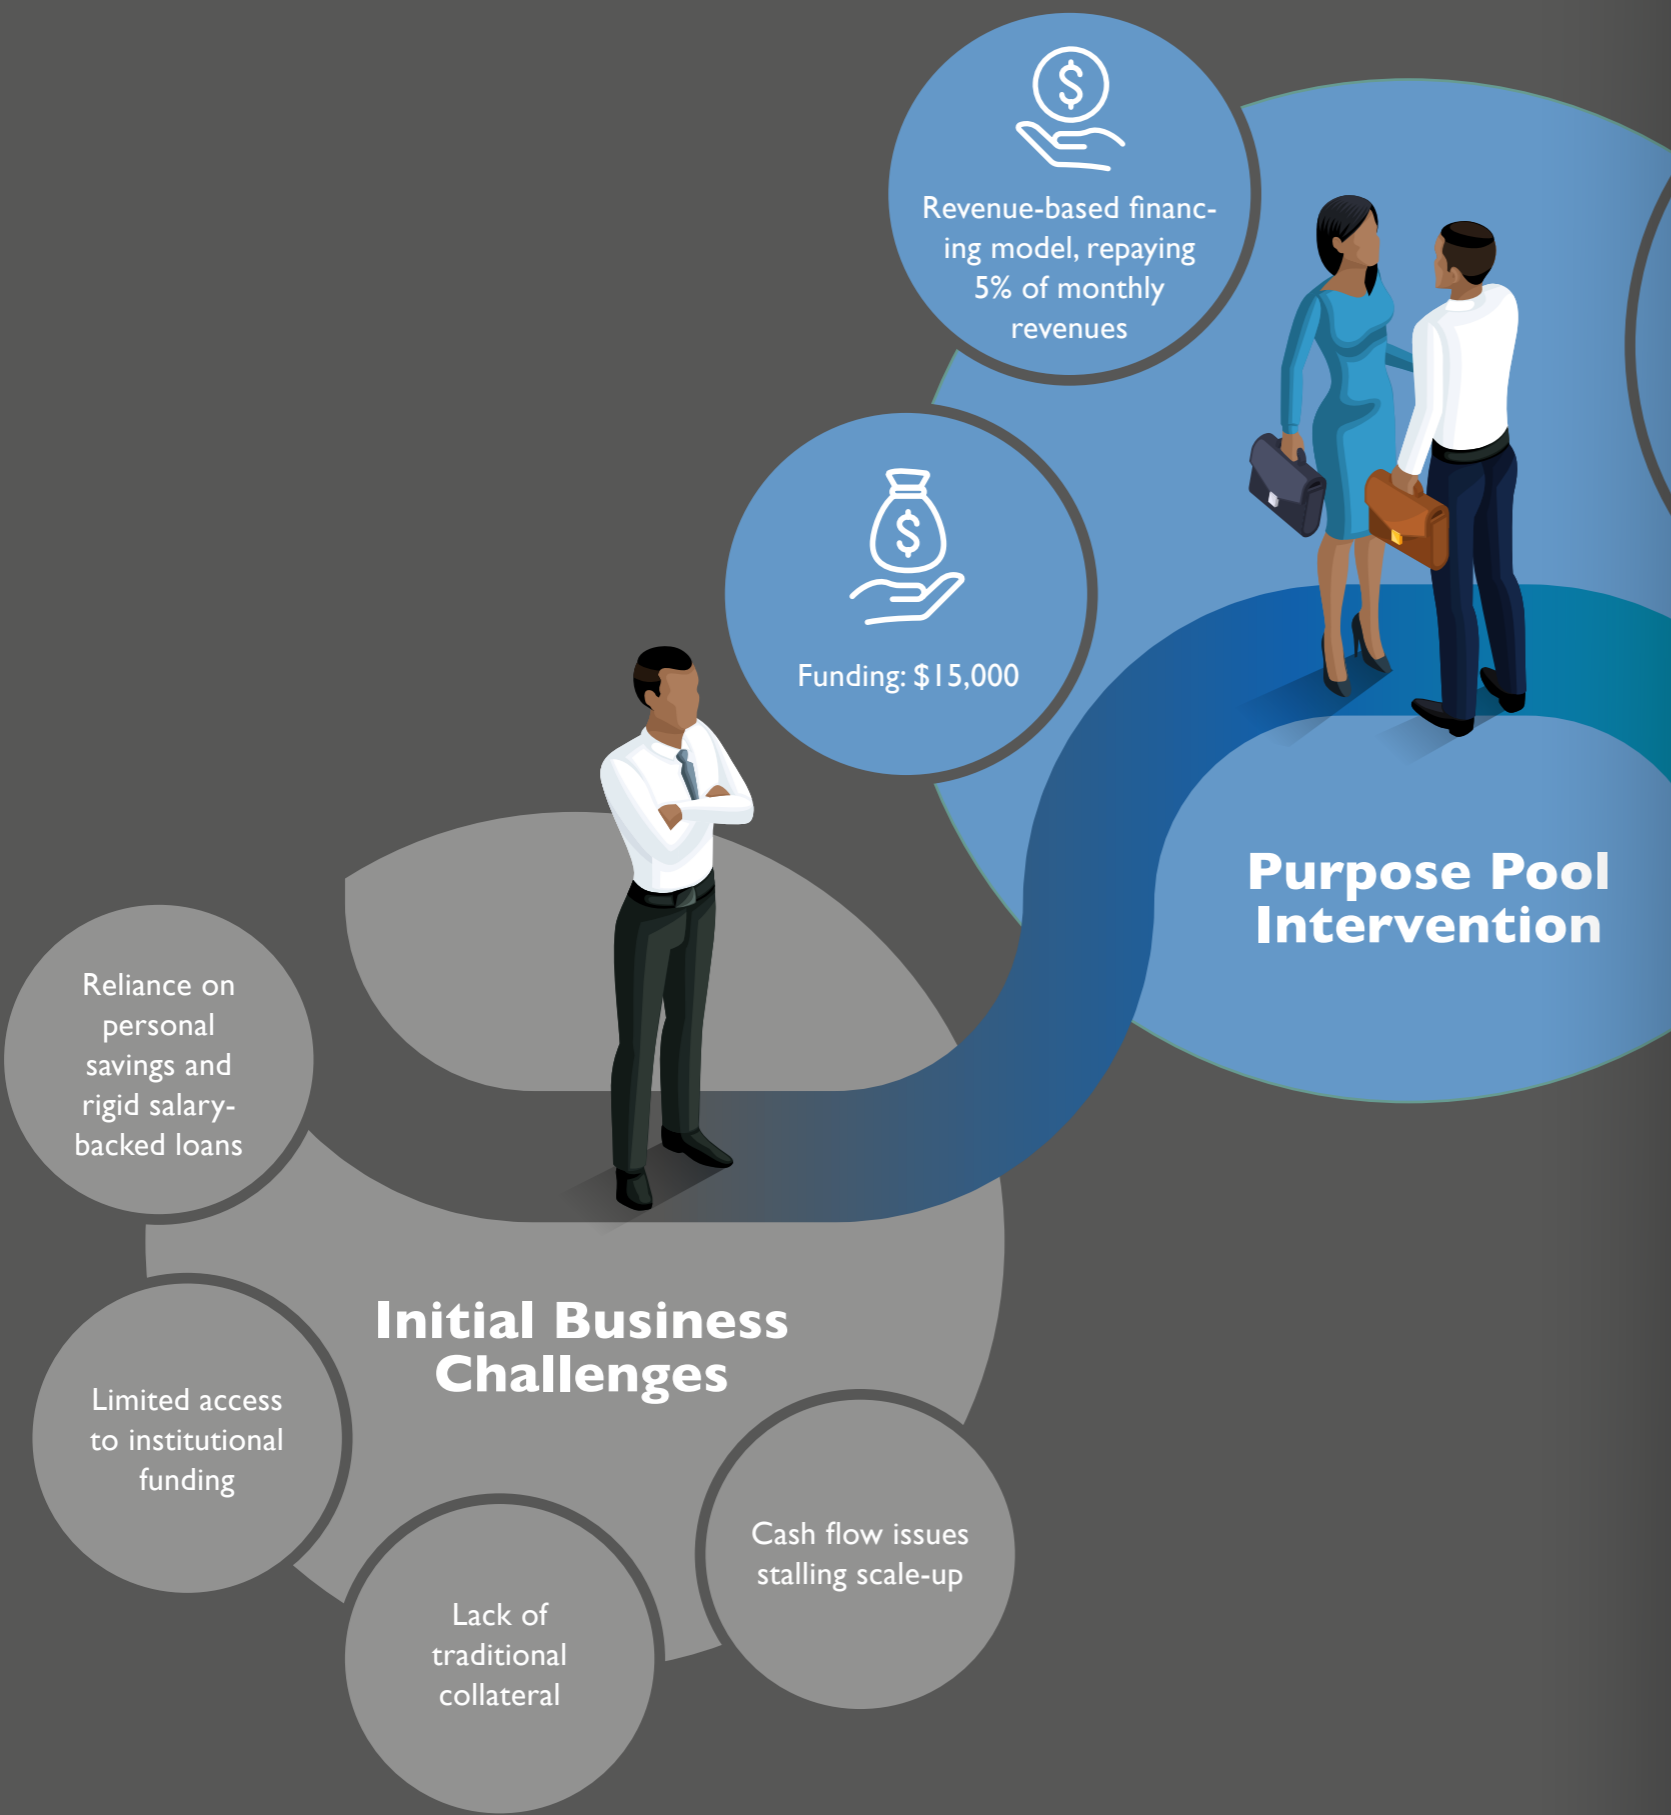 Revenue-based financ-
ing model, repaying
5% of monthly
revenues
Funding: $15,000
Purpose Pool
Intervention
Reliance on
personal
savings and
rigid salary-
backed loans
Initial Business
Challenges
Limited access
to institutional
funding
Lack of
traditional
collateral
Cash flow issues
stalling scale-up